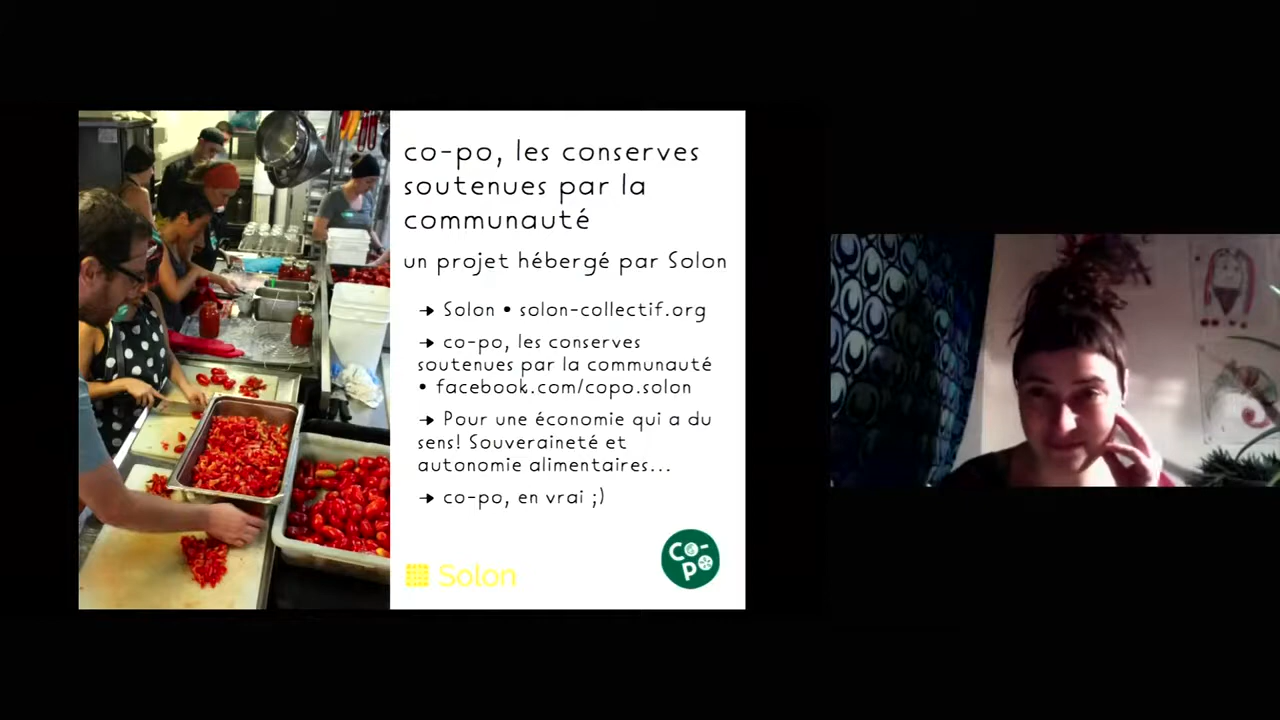 co-po, les conserves
soutenues par la
communauté
un projet hébergé par Solon
→ Solon • solon-collectif.org
→ co-po, les conserves
soutenues par la communauté
• facebook.com/copo.solon
→ Pour une économie qui a du
sens! Souveraineté et
autonomie alimentaires...
→ co-po, en vrai ;)
Solon
co-
po